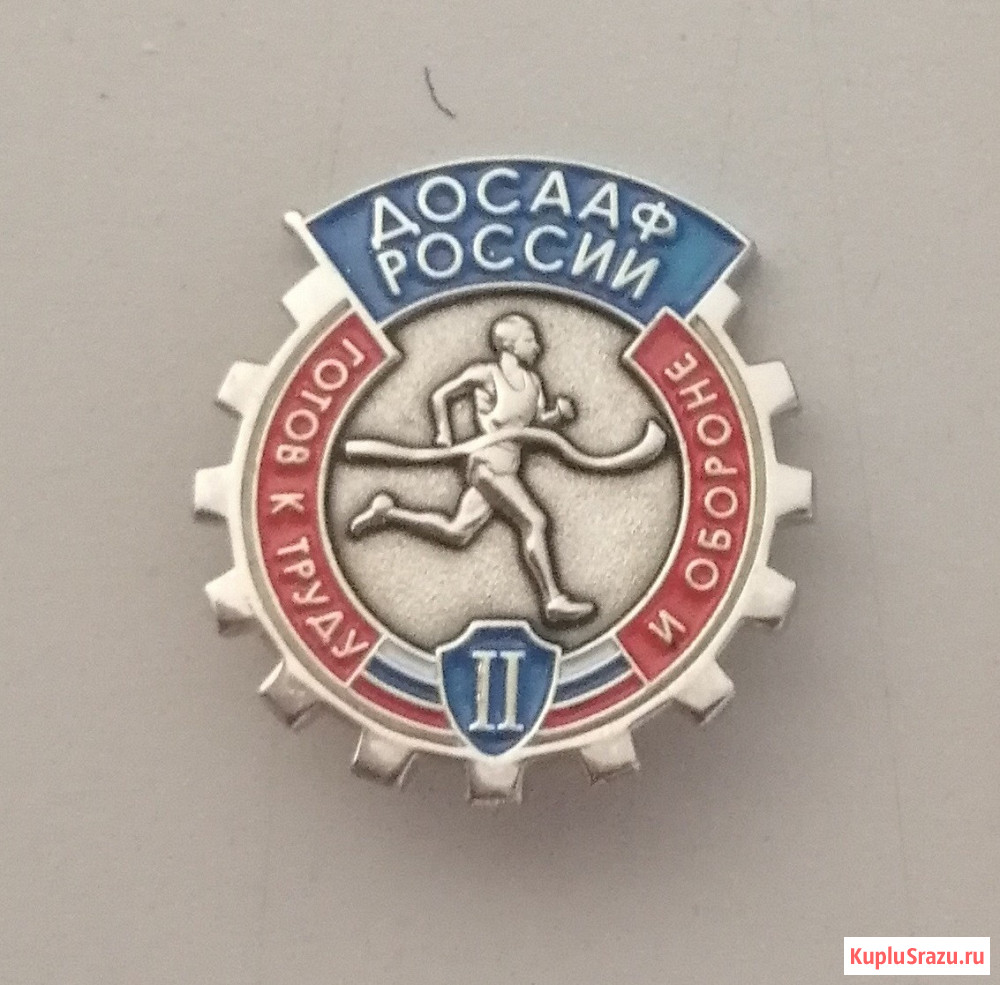 ДОСААФ
РОССИИ
ГОТОВ К ТРУДУ
И ОБОРОНЕ
II
KupluSrazu.ru